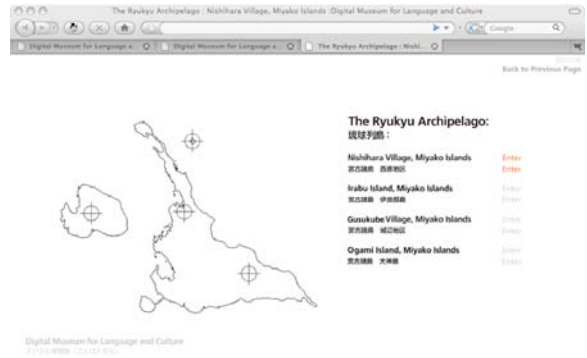 The Ryukyu Archipelago : Nishihara Village, Miyako Islands :Digital Museum for Language and Culture
Google
Digital Museum for Language a...
Digital Museum for Language a...
The Ryukyu Archipelago : Nishi...
Back to Previous Page
The Ryukyu Archipelago:
琉球列島：
Nishihara Village, Miyako Islands Enter
宮古諸島 西原地区 Enter
Irabu Island, Miyako Islands Enter
宮古諸島 伊良部島 Enter
Gusukube Village, Miyako Islands Enter
宮古諸島 城辺地区 Enter
Ogami Island, Miyako Islands Enter
宮古諸島 大神島 Enter
Digital Museum for Language and Culture